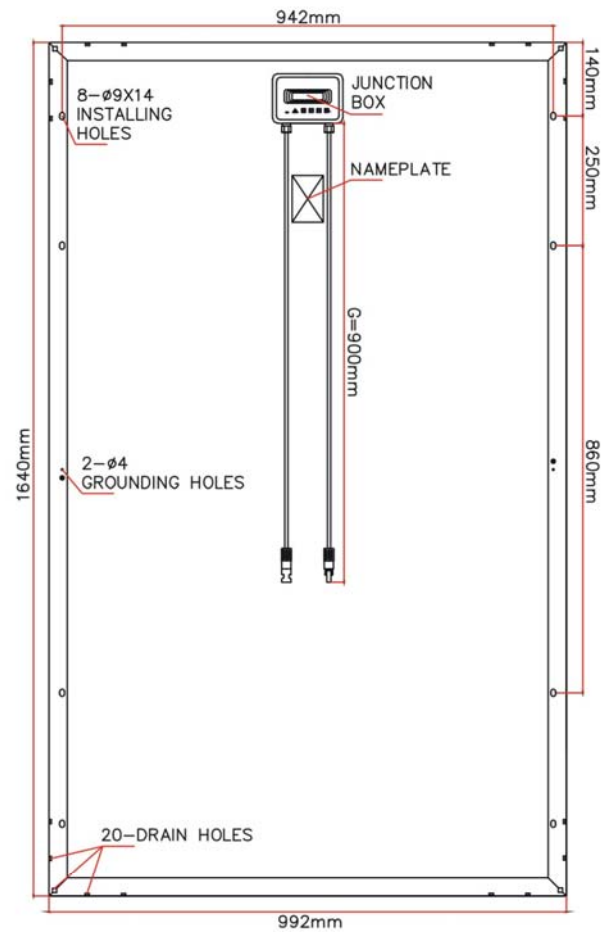 942mm
140mm
JUNCTION
BOX
8-ø9X14
INSTALLING
HOLES
250mm
NAMEPLATE
G=900mm
1640mm
860mm
2-ø4
GROUNDING HOLES
20-DRAIN HOLES
992mm